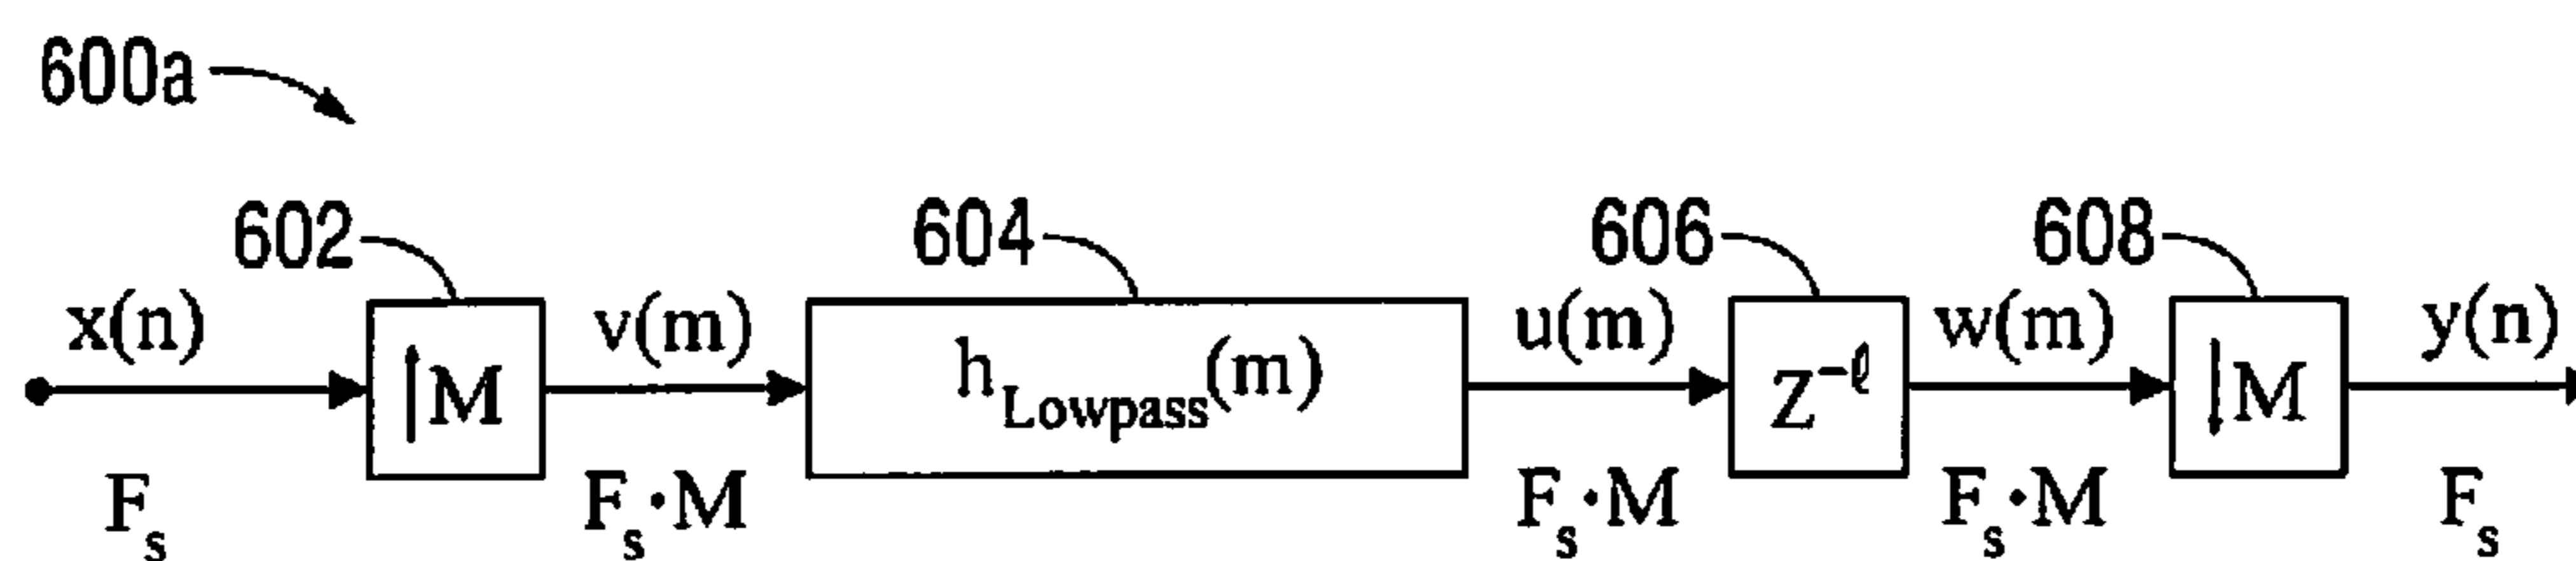 600a
602
604
606
608
x(n)
v(m)
u(m)
w(m)
y(n)
↑M
h_Lowpass(m)
Z^-ℓ
↓M
F_s
F_s·M
F_s·M
F_s·M
F_s